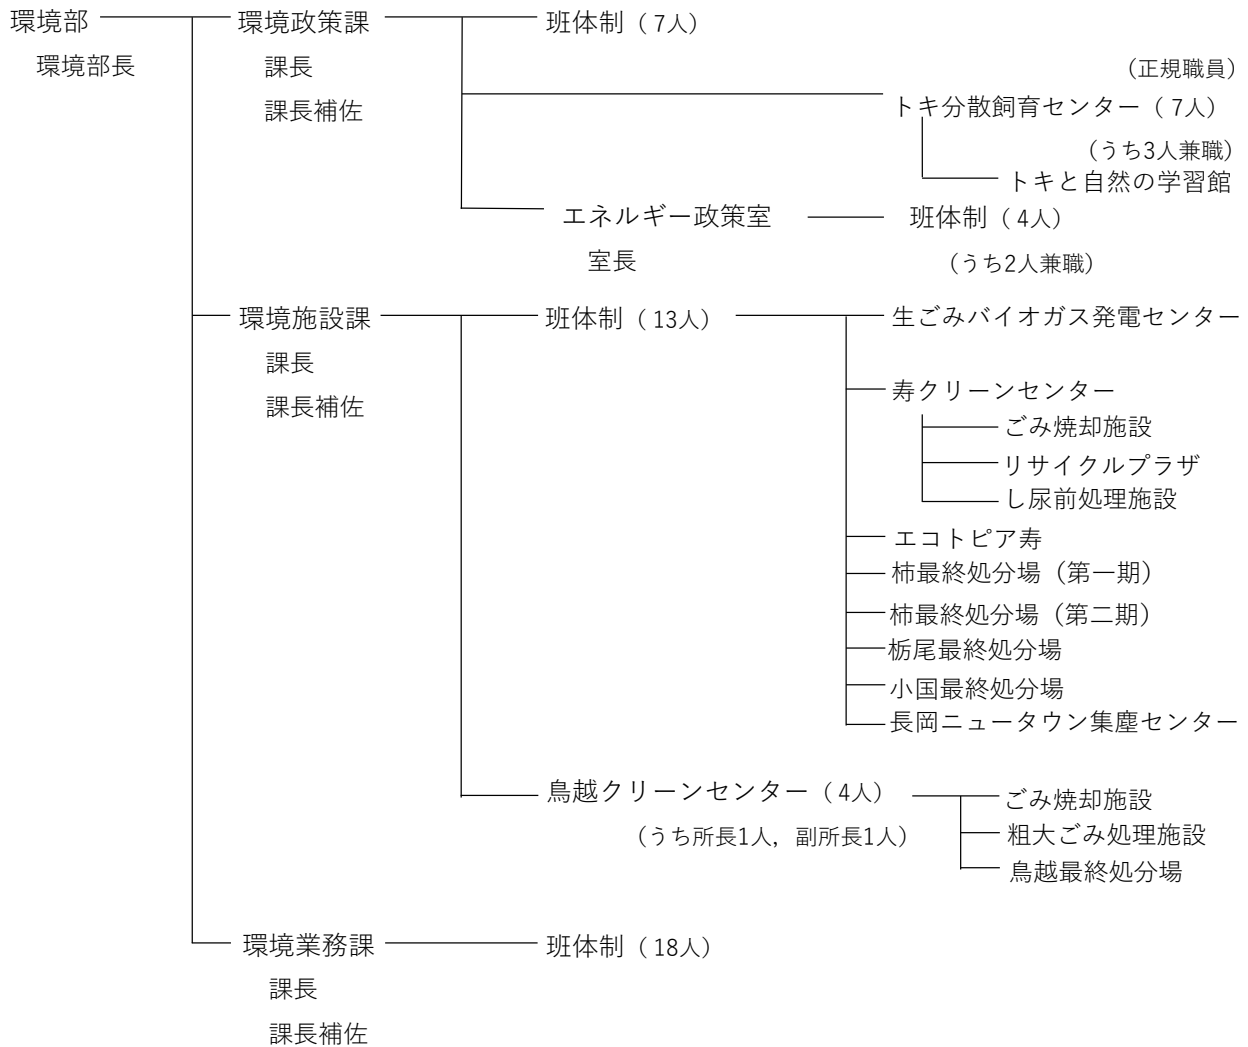 環境部
環境部長
環境政策課
課長
課長補佐
班体制（ 7人）
（正規職員）
トキ分散飼育センター（ 7人）
（うち3人兼職）
トキと自然の学習館
エネルギー政策室
室長
班体制（ 4人）
（うち2人兼職）
環境施設課
課長
課長補佐
班体制（ 13人）
生ごみバイオガス発電センター
寿クリーンセンター
ごみ焼却施設
リサイクルプラザ
し尿前処理施設
エコトピア寿
柿最終処分場（第一期）
柿最終処分場（第二期）
栃尾最終処分場
小国最終処分場
長岡ニュータウン集塵センター
鳥越クリーンセンター（ 4人）
（うち所長1人，副所長1人）
ごみ焼却施設
粗大ごみ処理施設
鳥越最終処分場
環境業務課
課長
課長補佐
班体制（ 18人）